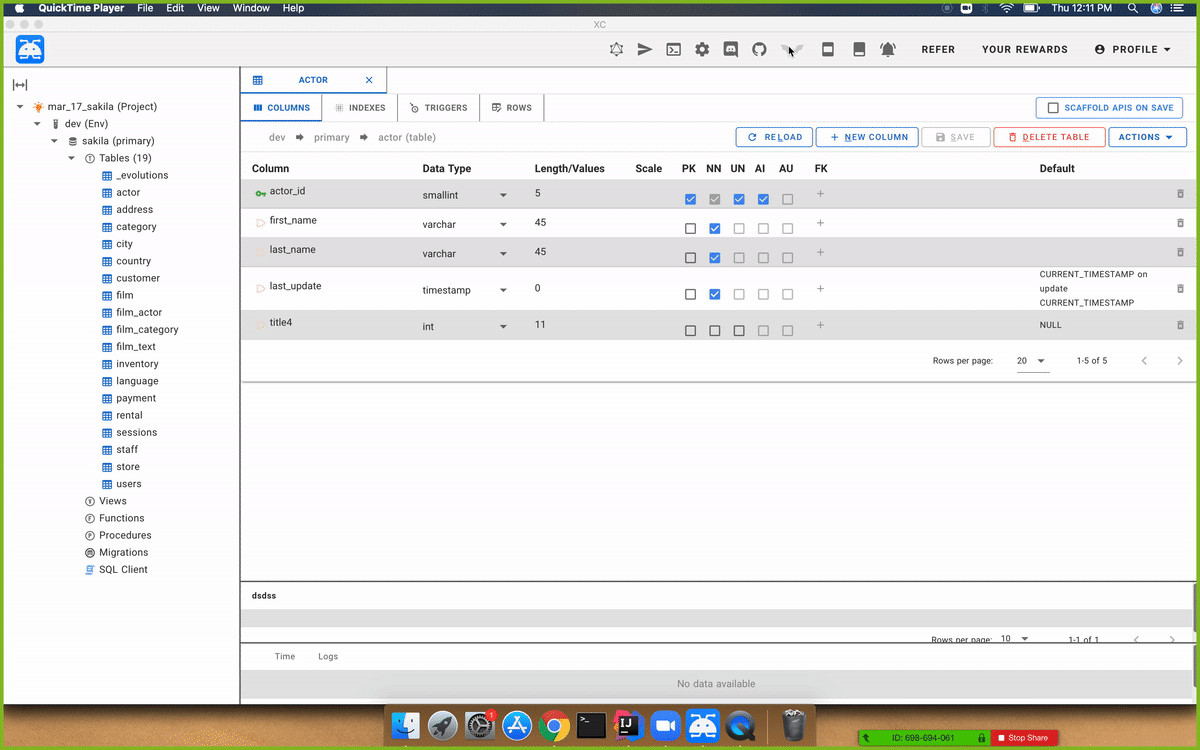 QuickTime Player File Edit View Window Help Thu 12:11 PM
XC
REFER YOUR REWARDS PROFILE
ACTOR
COLUMNS INDEXES TRIGGERS ROWS SCAFFOLD APIS ON SAVE
dev primary actor (table) RELOAD NEW COLUMN SAVE DELETE TABLE ACTIONS
Column Data Type Length/Values Scale PK NN UN AI AU FK Default
actor_id smallint 5
first_name varchar 45
last_name varchar 45
last_update timestamp 0 CURRENT_TIMESTAMP on
update
CURRENT_TIMESTAMP
title4 int 11 NULL
Rows per page: 20 1-5 of 5
mar_17_sakila (Project)
dev (Env)
sakila (primary)
Tables (19)
_evolutions
actor
address
category
city
country
customer
film
film_actor
film_category
film_text
inventory
language
payment
rental
sessions
staff
store
users
Views
Functions
Procedures
Migrations
SQL Client
dsdss
Rows per page: 10 1-1 of 1
Time Logs
No data available
1
IJ
ID: 698-694-061 Stop Share